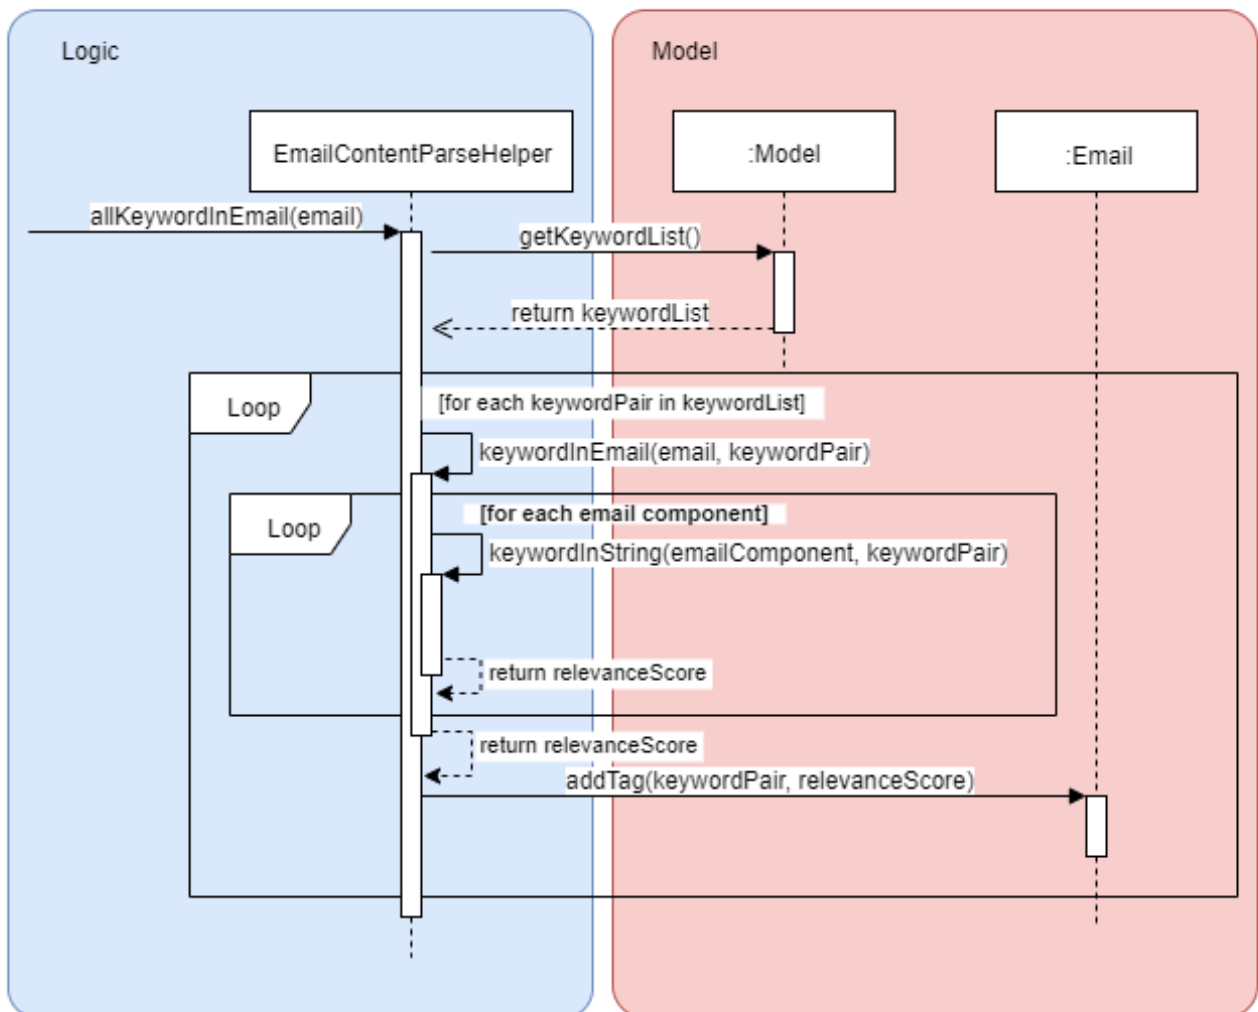 Logic
Model
EmailContentParseHelper
:Model
:Email
allKeywordInEmail(email)
getKeywordList()
return keywordList
Loop
[for each keywordPair in keywordList]
keywordInEmail(email, keywordPair)
Loop
[for each email component]
keywordInString(emailComponent, keywordPair)
return relevanceScore
return relevanceScore
addTag(keywordPair, relevanceScore)